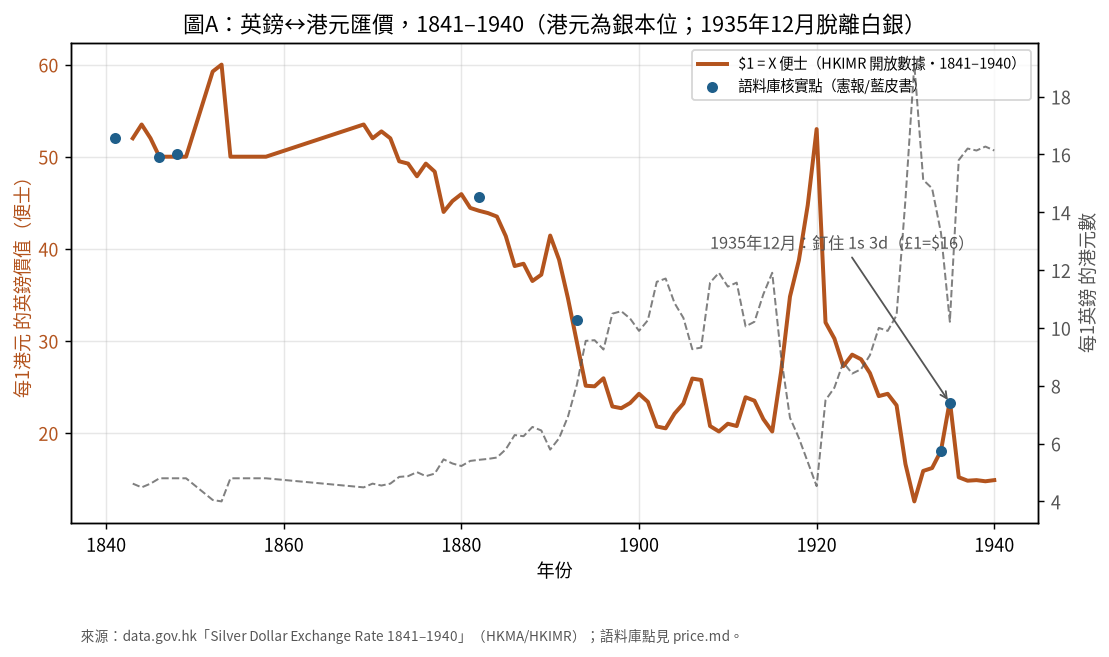 圖A：英鎊↔港元匯價，1841–1940（港元為銀本位；1935年12月脫離白銀）
$1 = X 便士（HKIMR 開放數據・1841–1940）
語料庫核實點（憲報/藍皮書）
每1港元 的英鎊價值（便士）
60
50
40
30
20
1935年12月：釘住 1s 3d（£1=$16）
18
16
14
12
10
8
6
4
每1英鎊 的港元數
1840
1860
1880
1900
1920
1940
年份
來源：data.gov.hk「Silver Dollar Exchange Rate 1841–1940」（HKMA/HKIMR）；語料庫點見 price.md。